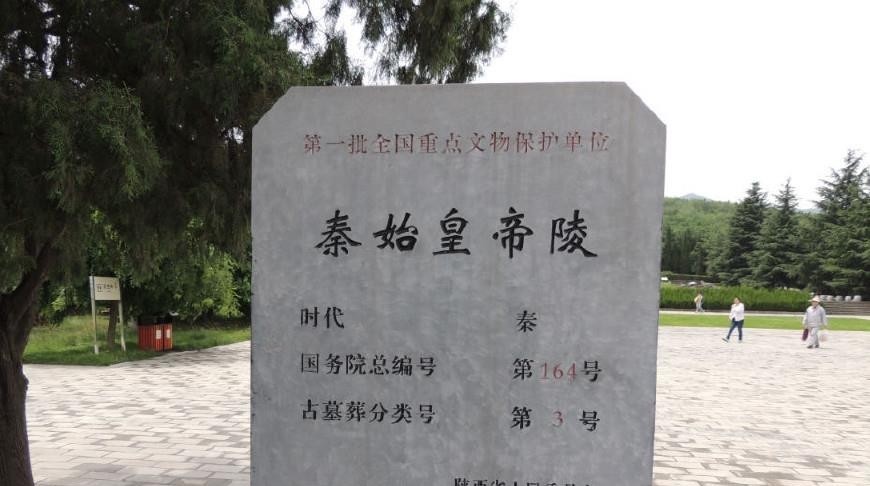 第一批全国重点文物保护单位
秦始皇帝陵
时代 秦
国务院总编号 第164号
古墓葬分类号 第3号